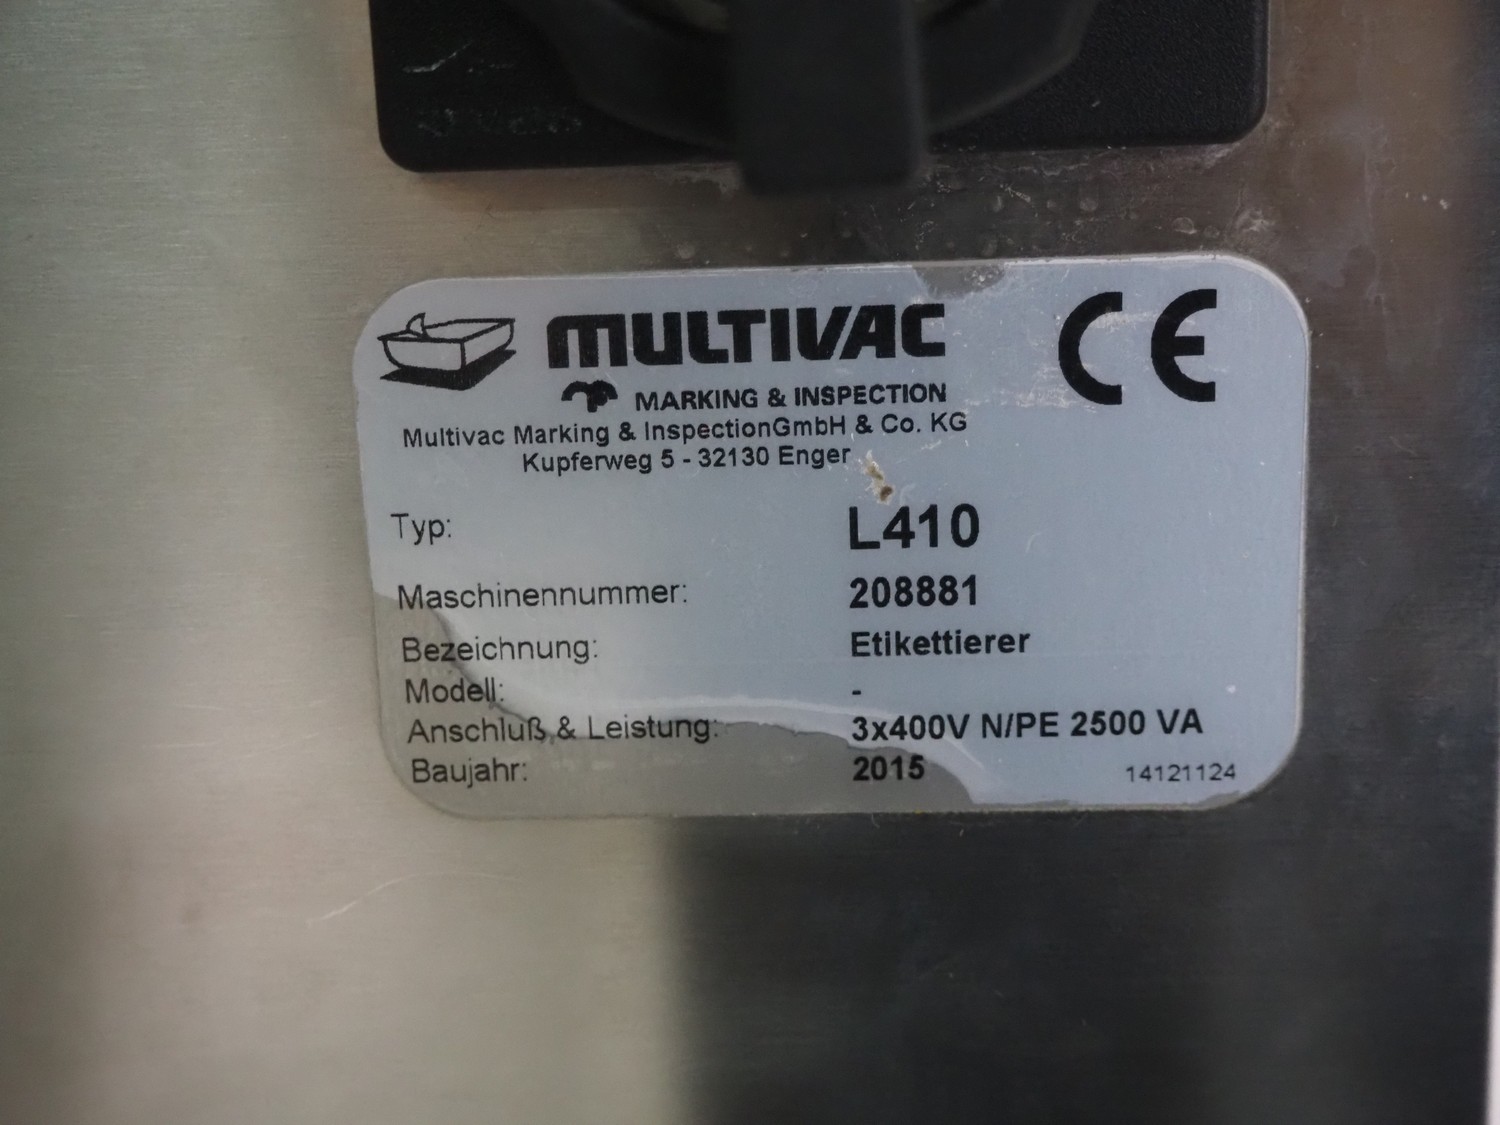 MULTIVAC CE
MARKING & INSPECTION
Multivac Marking & InspectionGmbH & Co. KG
Kupferweg 5 - 32130 Enger
Typ: L410
Maschinennummer: 208881
Bezeichnung: Etikettierer
Modell: -
Anschluß & Leistung: 3x400V N/PE 2500 VA
Baujahr: 2015 14121124